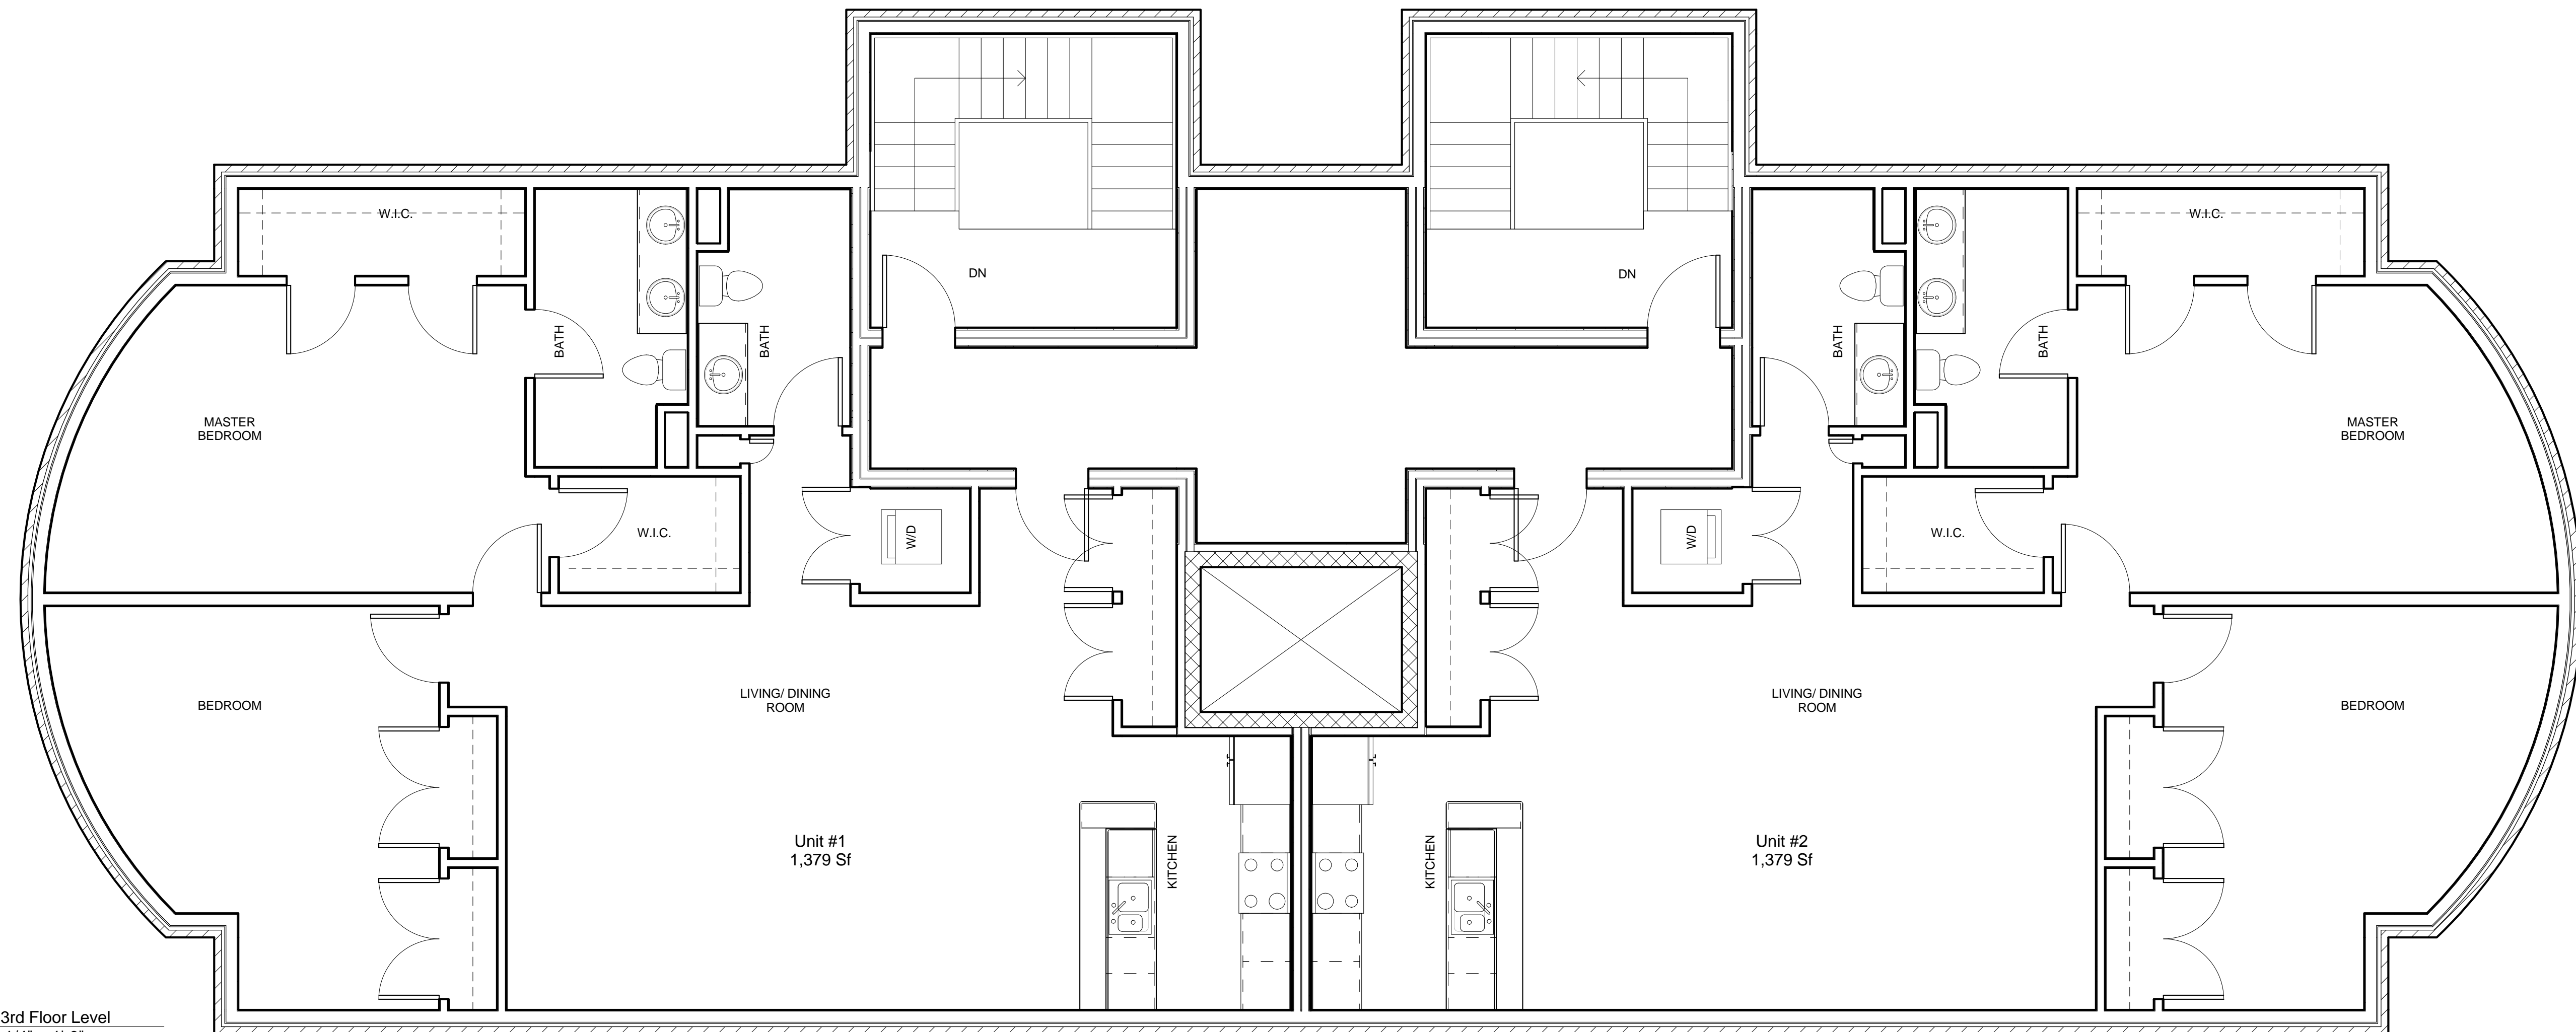 W.I.C.
W.I.C.
DN
DN
BATH
BATH
BATH
BATH
MASTER
BEDROOM
MASTER
BEDROOM
W.I.C.
W/D
W/D
W.I.C.
BEDROOM
LIVING/ DINING
ROOM
LIVING/ DINING
ROOM
BEDROOM
Unit #1
1,379 Sf
KITCHEN
KITCHEN
Unit #2
1,379 Sf
3rd Floor Level